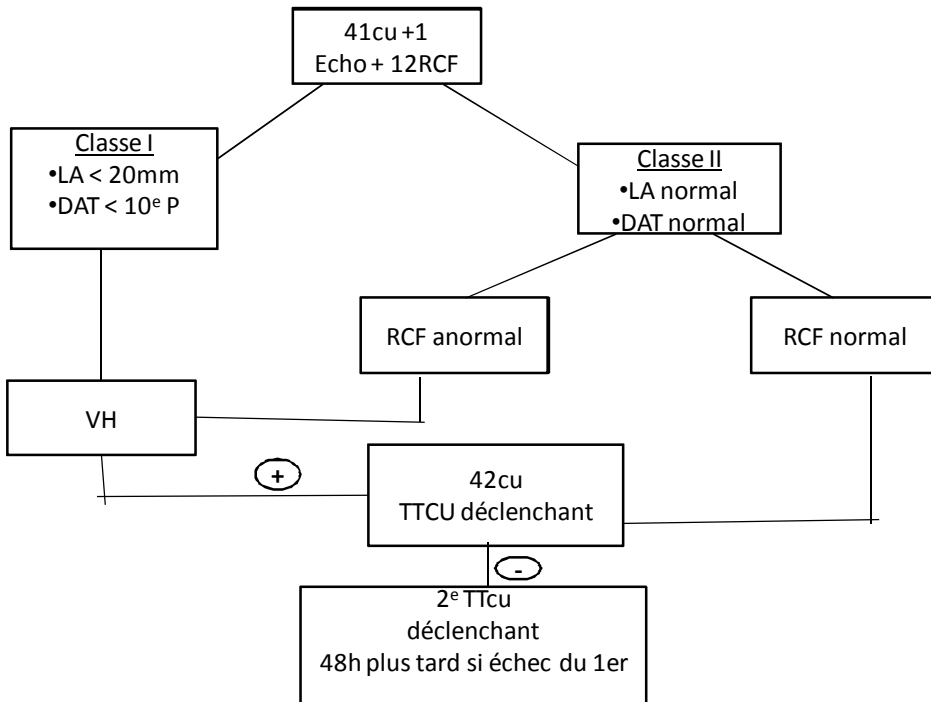 41cu +1
Echo + 12RCF
Classe I
•LA < 20mm
•DAT < 10e P
Classe II
•LA normal
•DAT normal
RCF anormal
RCF normal
VH
+
42cu
TTCU déclenchant
-
2e TTcu
déclenchant
48h plus tard si échec du 1er